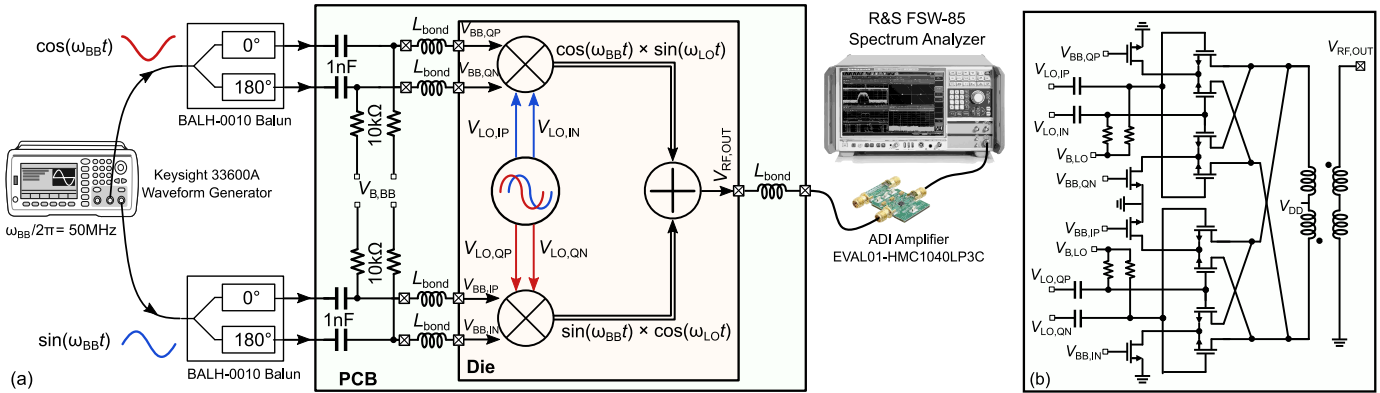 cos(ω_BB t)
0°
180°
BALH-0010 Balun
1nF
10kΩ
L_bond
L_bond
V_BB,QP
V_BB,QN
cos(ω_BB t) × sin(ω_LO t)
V_LO,IP
V_LO,IN
Keysight 33600A
Waveform Generator
ω_BB/2π = 50MHz
V_B,BB
V_RF,OUT
L_bond
R&S FSW-85
Spectrum Analyzer
ADI Amplifier
EVAL01-HMC1040LP3C
V_LO,QP
V_LO,QN
10kΩ
1nF
L_bond
L_bond
V_BB,IP
V_BB,IN
sin(ω_BB t) × cos(ω_LO t)
sin(ω_BB t)
0°
180°
BALH-0010 Balun
PCB
Die
(a)
V_BB,QP
V_LO,IP
V_LO,IN
V_B,LO
V_BB,QN
V_BB,IP
V_B,LO
V_LO,QP
V_LO,QN
V_BB,IN
V_DD
V_RF,OUT
(b)